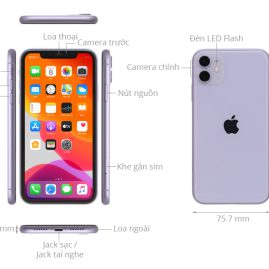 Loa thoại
Camera trước
Đèn LED Flash
Camera chính
Nút nguồn
Khe gắn sim
mm
Loa ngoài
Jack sạc /
Jack tai nghe
75.7 mm